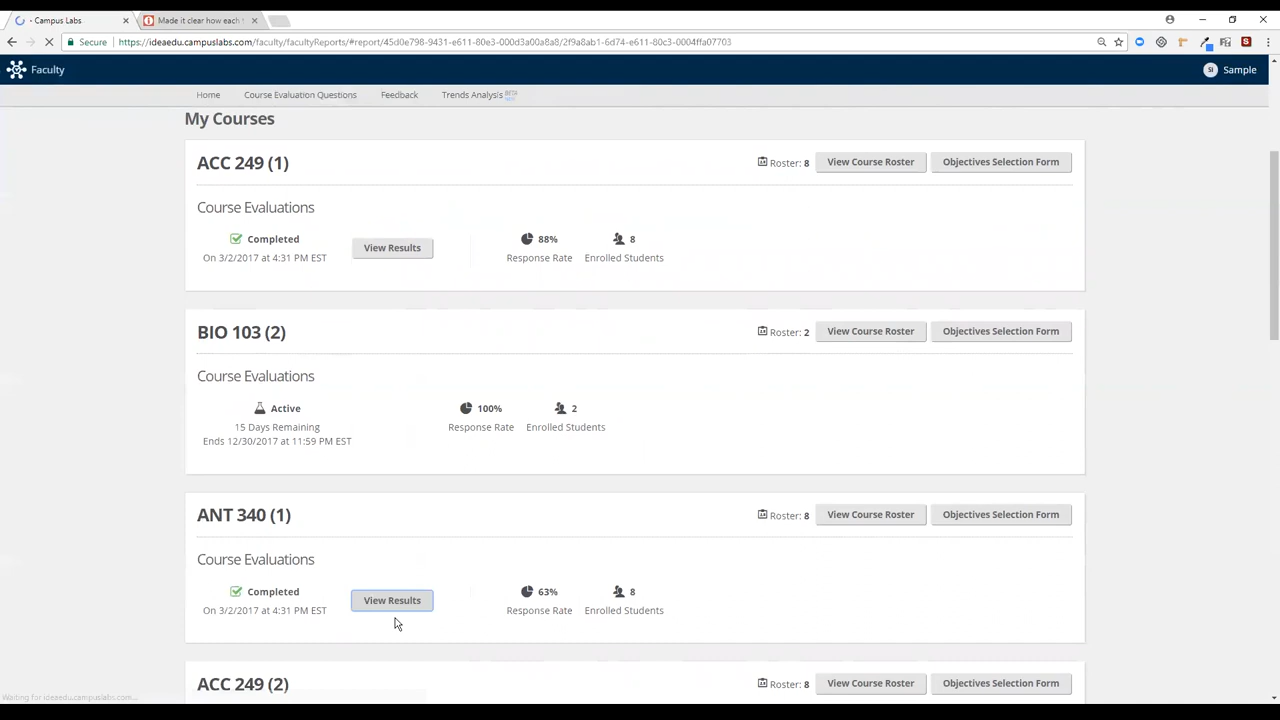 - Campus Labs
Made it clear how each
Secure https://ideaedu.campuslabs.com/faculty/facultyReports/#report/45d0e798-9431-e611-80e3-000d3a00a8a8/2f9a8ab1-6d74-e611-80c3-0004ffa07703
Faculty
SI Sample
Home Course Evaluation Questions Feedback Trends Analysis BETA
My Courses
ACC 249 (1) Roster: 8 View Course Roster Objectives Selection Form
Course Evaluations
Completed View Results 88% 8
On 3/2/2017 at 4:31 PM EST Response Rate Enrolled Students
BIO 103 (2) Roster: 2 View Course Roster Objectives Selection Form
Course Evaluations
Active 100% 2
15 Days Remaining Response Rate Enrolled Students
Ends 12/30/2017 at 11:59 PM EST
ANT 340 (1) Roster: 8 View Course Roster Objectives Selection Form
Course Evaluations
Completed View Results 63% 8
On 3/2/2017 at 4:31 PM EST Response Rate Enrolled Students
ACC 249 (2) Roster: 8 View Course Roster Objectives Selection Form
Waiting for ideaedu.campuslabs.com...